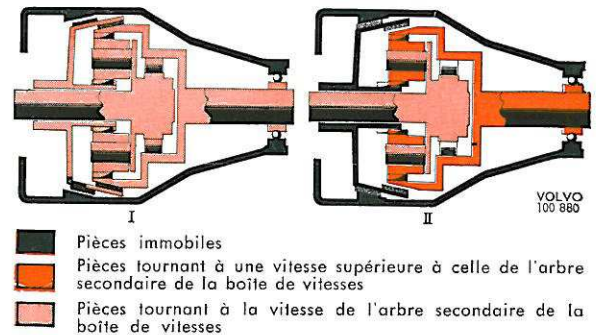 I
II
VOLVO
100 880
Pièces immobiles
Pièces tournant à une vitesse supérieure à celle de l'arbre
secondaire de la boîte de vitesses
Pièces tournant à la vitesse de l'arbre secondaire de la
boîte de vitesses